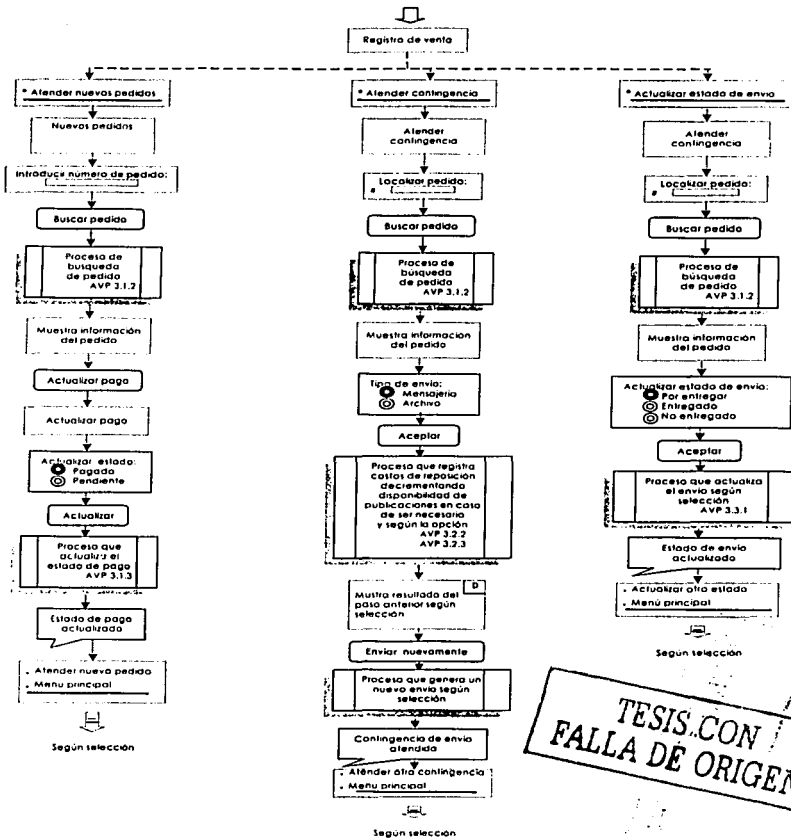 Registro de venta
* Atender nuevos pedidos
Nuevos pedidos
Introducir número de pedido:
Buscar pedido
Proceso de
búsqueda
de pedido
AVP 3.1.2
Muestra información
del pedido
Actualizar pago
Actualizar pago
Actualizar estado:
Pagado
Pendiente
Actualizar
Proceso que
actualiza el
estado de pago
AVP 3.1.3
Estado de pago
actualizado
. Atender nuevo pedido
. Menú principal
Según selección
* Atender contingencia
Atender
contingencia
Localizar pedido:
#
Buscar pedido
Proceso de
búsqueda
de pedido
AVP 3.1.2
Muestra información
del pedido
Tipo de envío:
Mensajería
Archivo
Aceptar
Proceso que registra
costos de reposición
decrementando
disponibilidad de
publicaciones en caso
de ser necesario
y según la opción
AVP 3.2.2
AVP 3.2.3
D
Mustra resultado del
paso anterior según
selección
Enviar nuevamente
Proceso que genera un
nuevo envío según
selección
Contingencia de envío
atendida
. Atender otra contingencia
. Menu principal
Según selección
* Actualizar estado de envío
Atender
contingencia
Localizar pedido:
#
Buscar pedido
Proceso de
búsqueda
de pedido
AVP 3.1.2
Muestra información
del pedido
Actualizar estado de envío:
Por entregar
Entregado
No entregado
Aceptar
Proceso que actualiza
el envío según
selección
AVP 3.3.1
Estado de envío
actualizado
. Actualizar otro estado
. Menú principal
Según selección
TESIS CON
FALLA DE ORIGEN